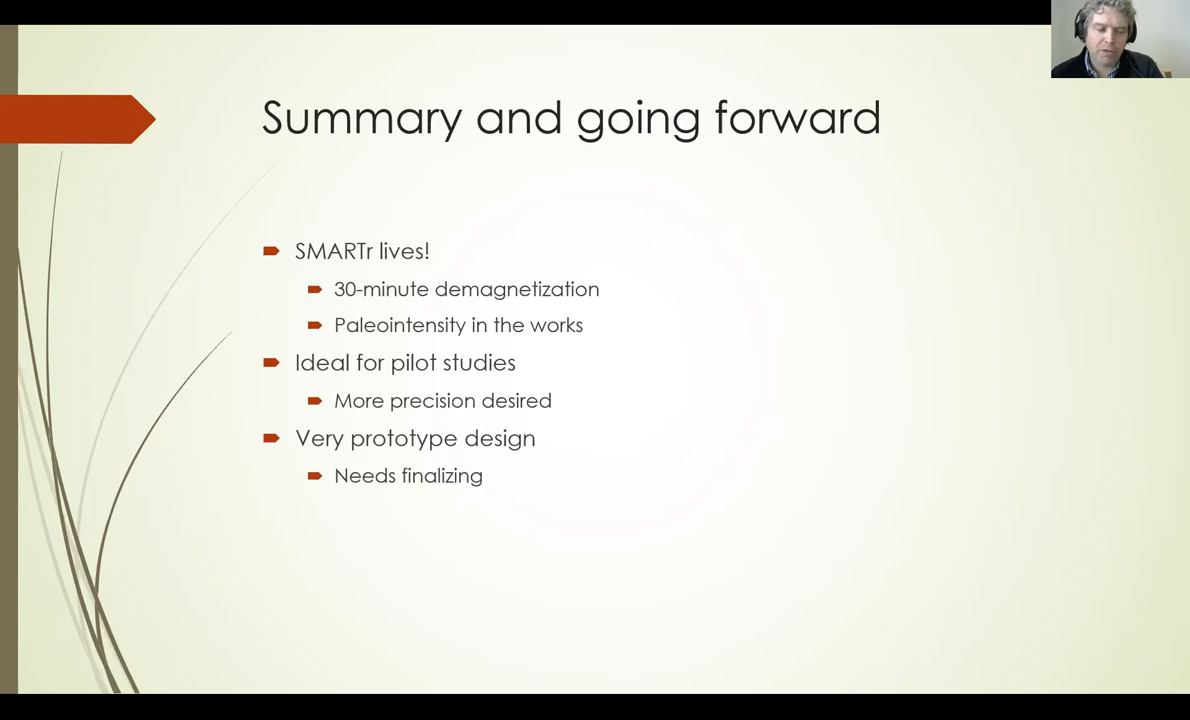 Summary and going forward
SMARTr lives!
30-minute demagnetization
Paleointensity in the works
Ideal for pilot studies
More precision desired
Very prototype design
Needs finalizing